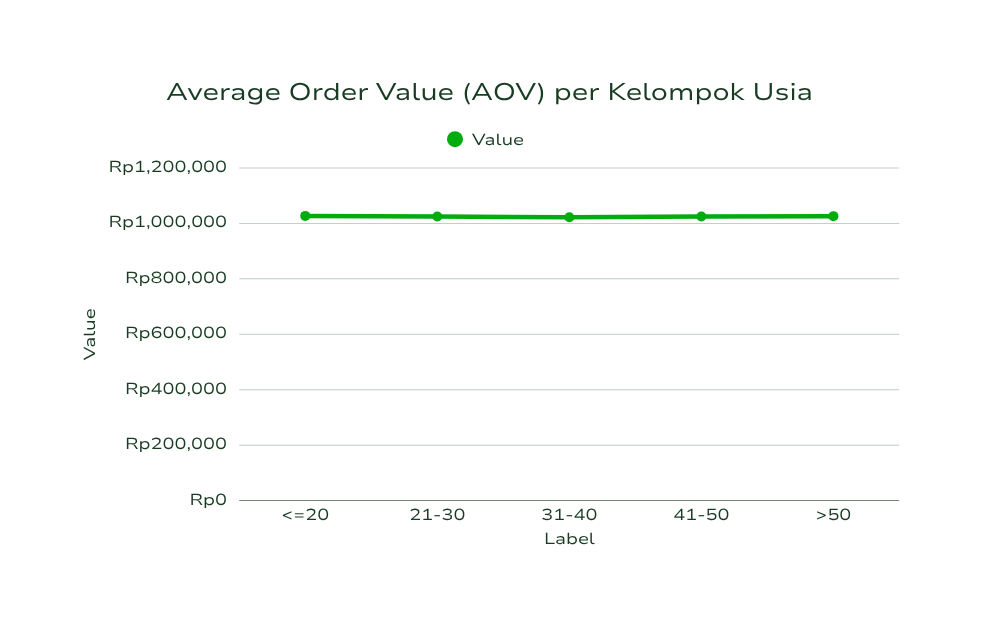 Average Order Value (AOV) per Kelompok Usia
Value
Rp1,200,000
Rp1,000,000
Rp800,000
Rp600,000
Rp400,000
Rp200,000
Rp0
Value
<=20
21-30
31-40
41-50
>50
Label